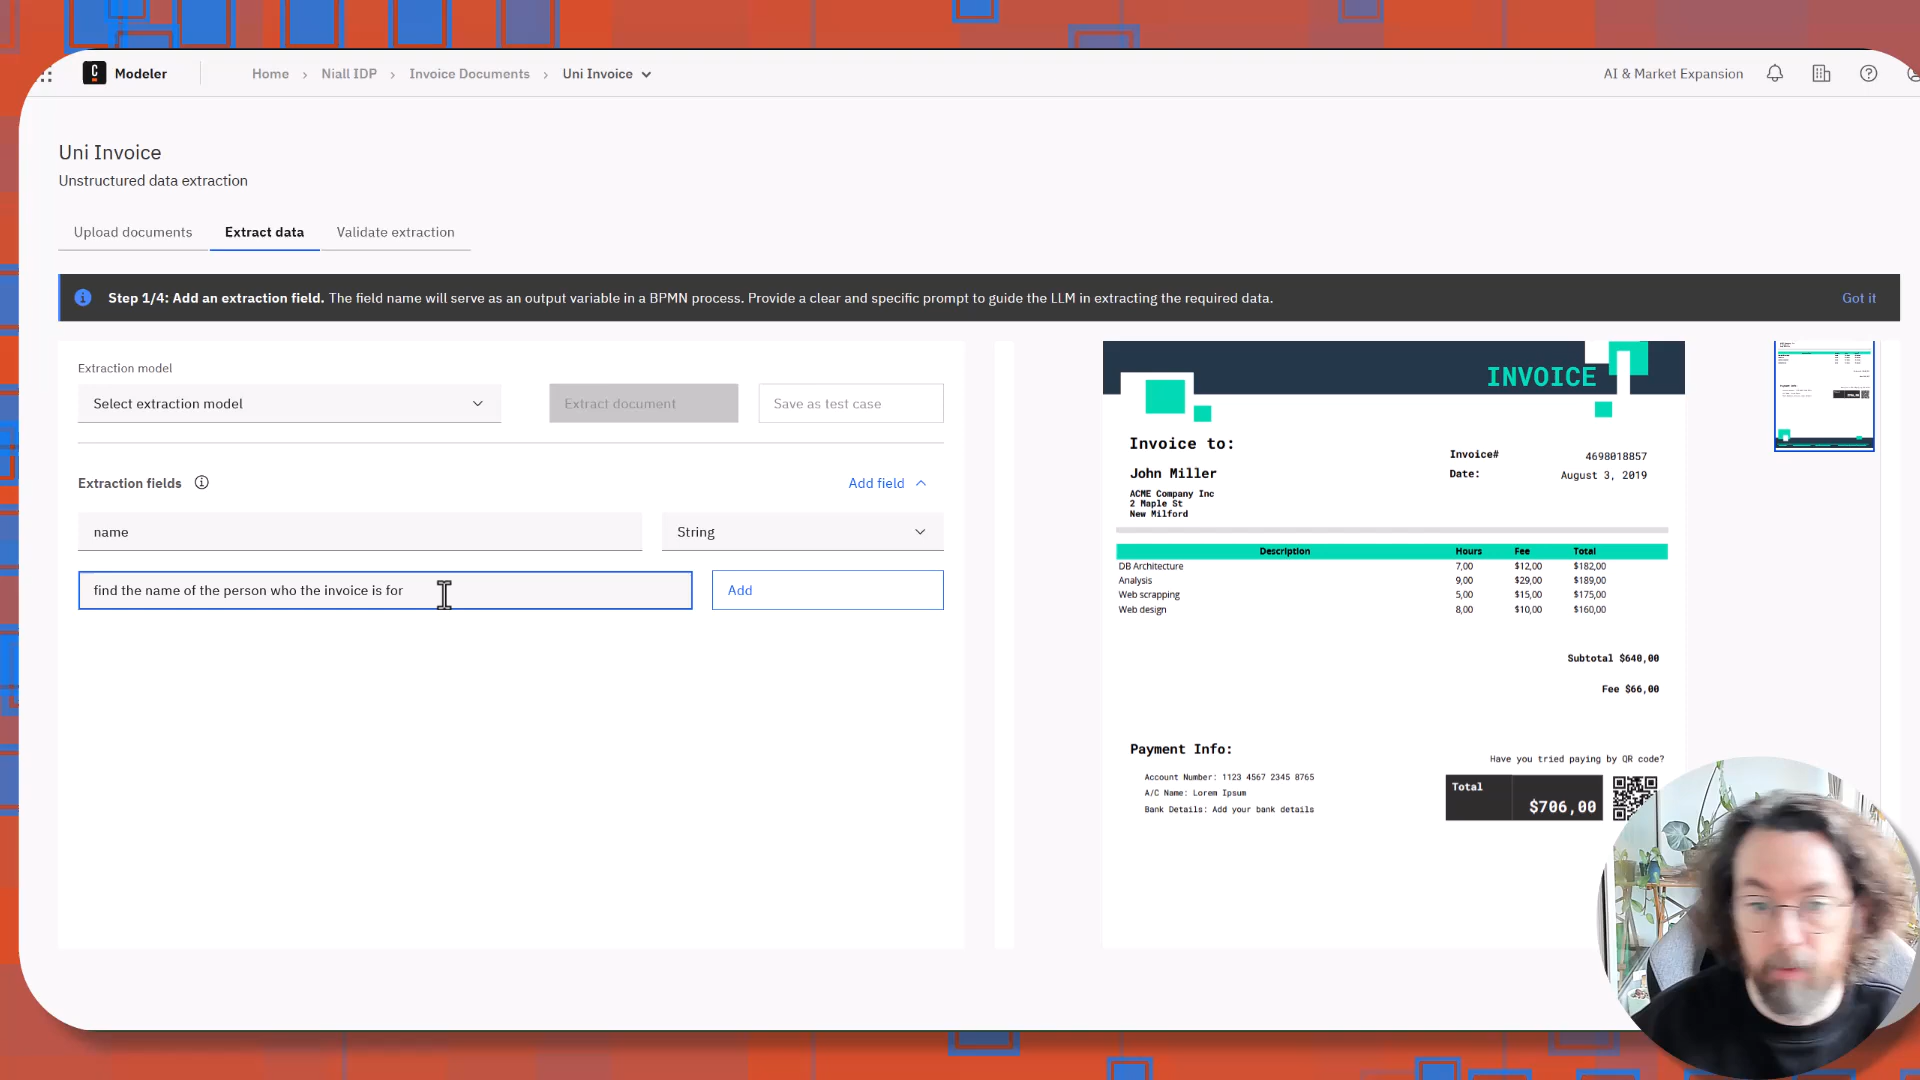 Modeler
Home › Niall IDP › Invoice Documents › Uni Invoice
AI & Market Expansion
Uni Invoice
Unstructured data extraction
Upload documents
Extract data
Validate extraction
Step 1/4: Add an extraction field. The field name will serve as an output variable in a BPMN process. Provide a clear and specific prompt to guide the LLM in extracting the required data.
Got it
Extraction model
Select extraction model
Extract document
Save as test case
Extraction fields
Add field
name
String
find the name of the person who the invoice is for
Add
INVOICE
Invoice to:
John Miller
ACME Company Inc
2 Maple St
New Milford
Invoice# 4698018857
Date: August 3, 2019
Description Hours Fee Total
DB Architecture 7,00 $12,00 $182,00
Analysis 9,00 $29,00 $189,00
Web scrapping 5,00 $15,00 $175,00
Web design 8,00 $10,00 $160,00
Subtotal $640,00
Fee $66,00
Payment Info:
Account Number: 1123 4567 2345 8765
A/C Name: Lorem Ipsum
Bank Details: Add your bank details
Have you tried paying by QR code?
Total
$706,00